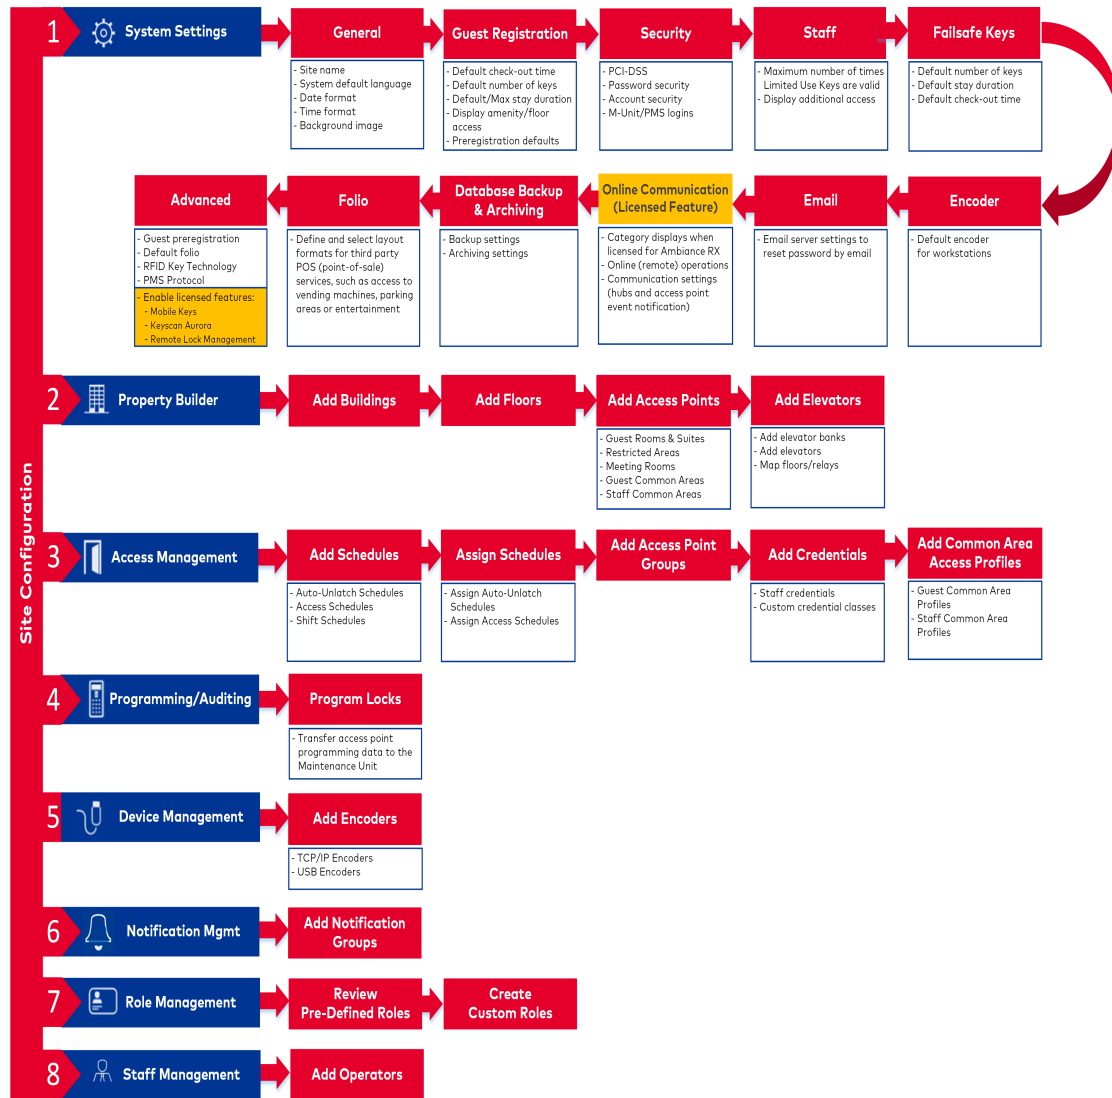 Site Configuration
1
System Settings
General
- Site name
- System default language
- Date format
- Time format
- Background image
Guest Registration
- Default check-out time
- Default number of keys
- Default/Max stay duration
- Display amenity/floor
access
- Preregistration defaults
Security
- PCI-DSS
- Password security
- Account security
- M-Unit/PMS logins
Staff
- Maximum number of times
Limited Use Keys are valid
- Display additional access
Failsafe Keys
- Default number of keys
- Default stay duration
- Default check-out time
Encoder
- Default encoder
for workstations
Email
- Email server settings to
reset password by email
Online Communication
(Licensed Feature)
- Category displays when
licensed for Ambiance RX
- Online (remote) operations
- Communication settings
(hubs and access point
event notification)
Database Backup
& Archiving
- Backup settings
- Archiving settings
Folio
- Define and select layout
formats for third party
POS (point-of-sale)
services, such as access to
vending machines, parking
areas or entertainment
Advanced
- Guest preregistration
- Default folio
- RFID Key Technology
- PMS Protocol
- Enable licensed features:
- Mobile Keys
- Keyscan Aurora
- Remote Lock Management
2
Property Builder
Add Buildings
Add Floors
Add Access Points
- Guest Rooms & Suites
- Restricted Areas
- Meeting Rooms
- Guest Common Areas
- Staff Common Areas
Add Elevators
- Add elevator banks
- Add elevators
- Map floors/relays
3
Access Management
Add Schedules
- Auto-Unlatch Schedules
- Access Schedules
- Shift Schedules
Assign Schedules
- Assign Auto-Unlatch
Schedules
- Assign Access Schedules
Add Access Point
Groups
Add Credentials
- Staff credentials
- Custom credential classes
Add Common Area
Access Profiles
- Guest Common Area
Profiles
- Staff Common Area
Profiles
4
Programming/Auditing
Program Locks
- Transfer access point
programming data to the
Maintenance Unit
5
Device Management
Add Encoders
- TCP/IP Encoders
- USB Encoders
6
Notification Mgmt
Add Notification
Groups
7
Role Management
Review
Pre-Defined Roles
Create
Custom Roles
8
Staff Management
Add Operators